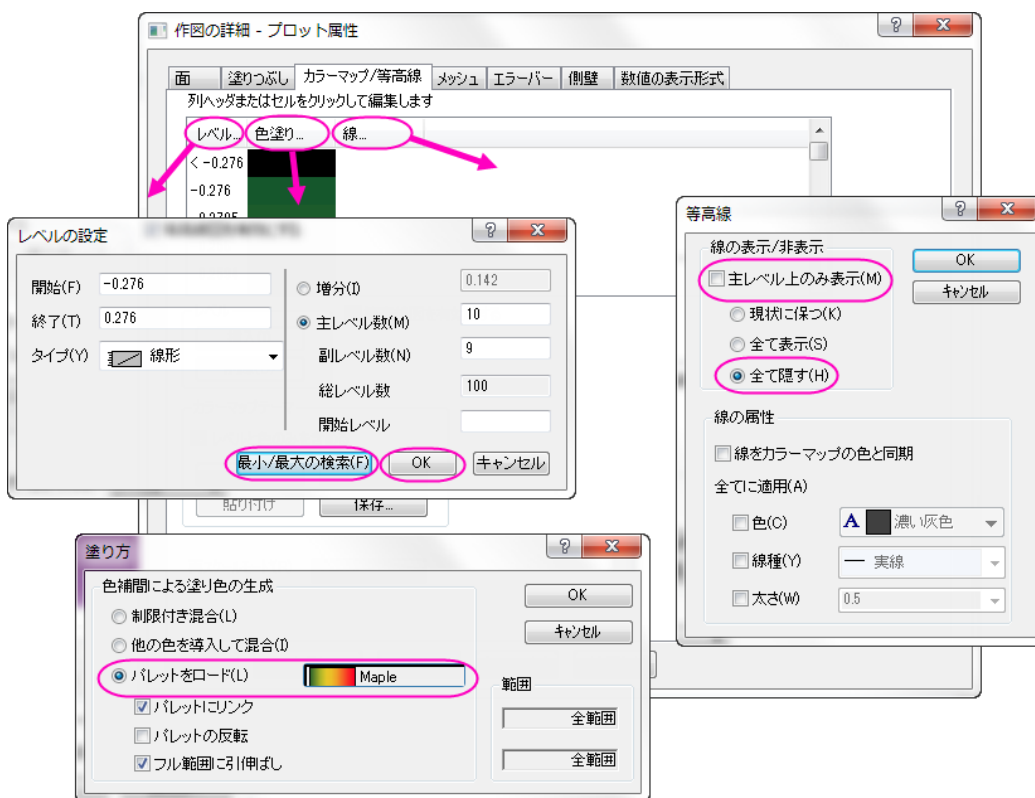 作図の詳細 - プロット属性
面 塗りつぶし カラーマップ/等高線 メッシュ エラーバー 側壁 数値の表示形式
列ヘッダまたはセルをクリックして編集します
レベル... 色塗り... 線...
< -0.276
-0.276
レベルの設定
開始(F) -0.276
終了(T) 0.276
タイプ(Y) 線形
増分(I) 0.142
主レベル数(M) 10
副レベル数(N) 9
総レベル数 100
開始レベル
最小/最大の検索(F) OK キャンセル
貼り付け 保存...
等高線
線の表示/非表示
主レベル上のみ表示(M)
現状に保つ(K)
全て表示(S)
全て隠す(H)
OK
キャンセル
線の属性
線をカラーマップの色と同期
全てに適用(A)
色(C) A 濃い灰色
線種(Y) 実線
太さ(W) 0.5
塗り方
色補間による塗り色の生成
制限付き混合(L)
他の色を導入して混合(I)
パレットをロード(L) Maple
パレットにリンク
パレットの反転
フル範囲に引伸ばし
OK
キャンセル
範囲
全範囲
全範囲